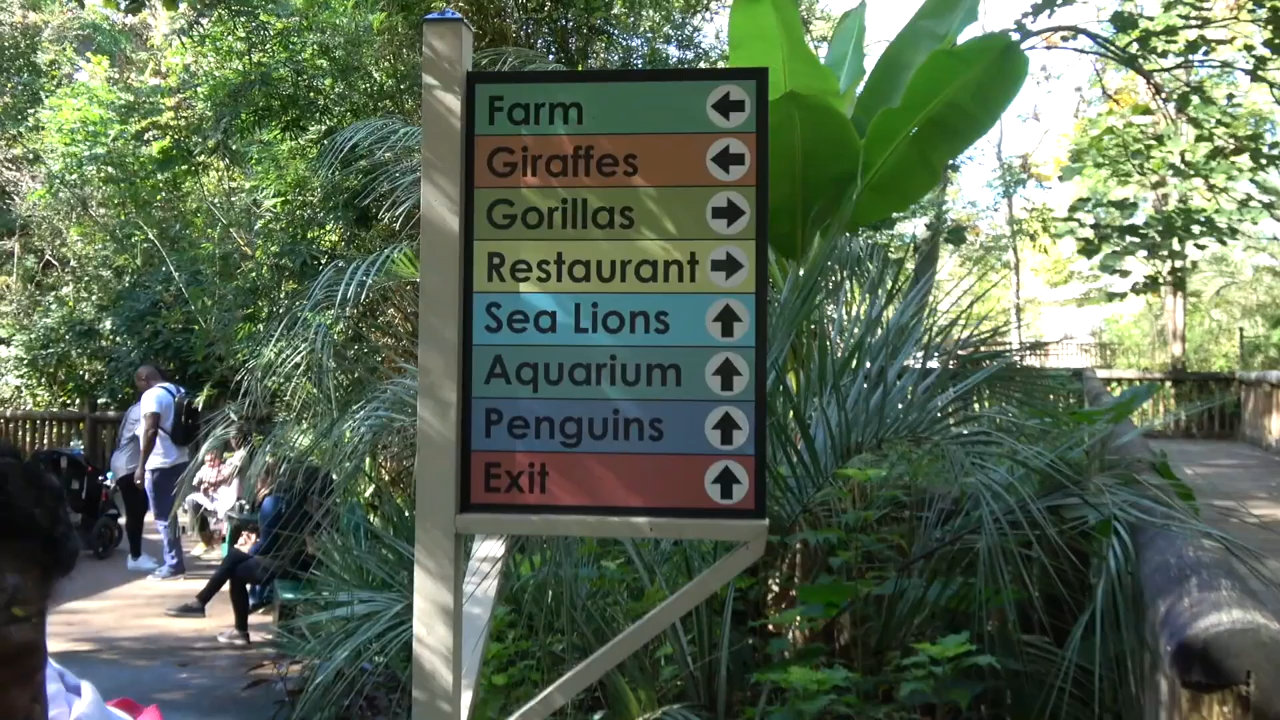 Farm
Giraffes
Gorillas
Restaurant
Sea Lions
Aquarium
Penguins
Exit